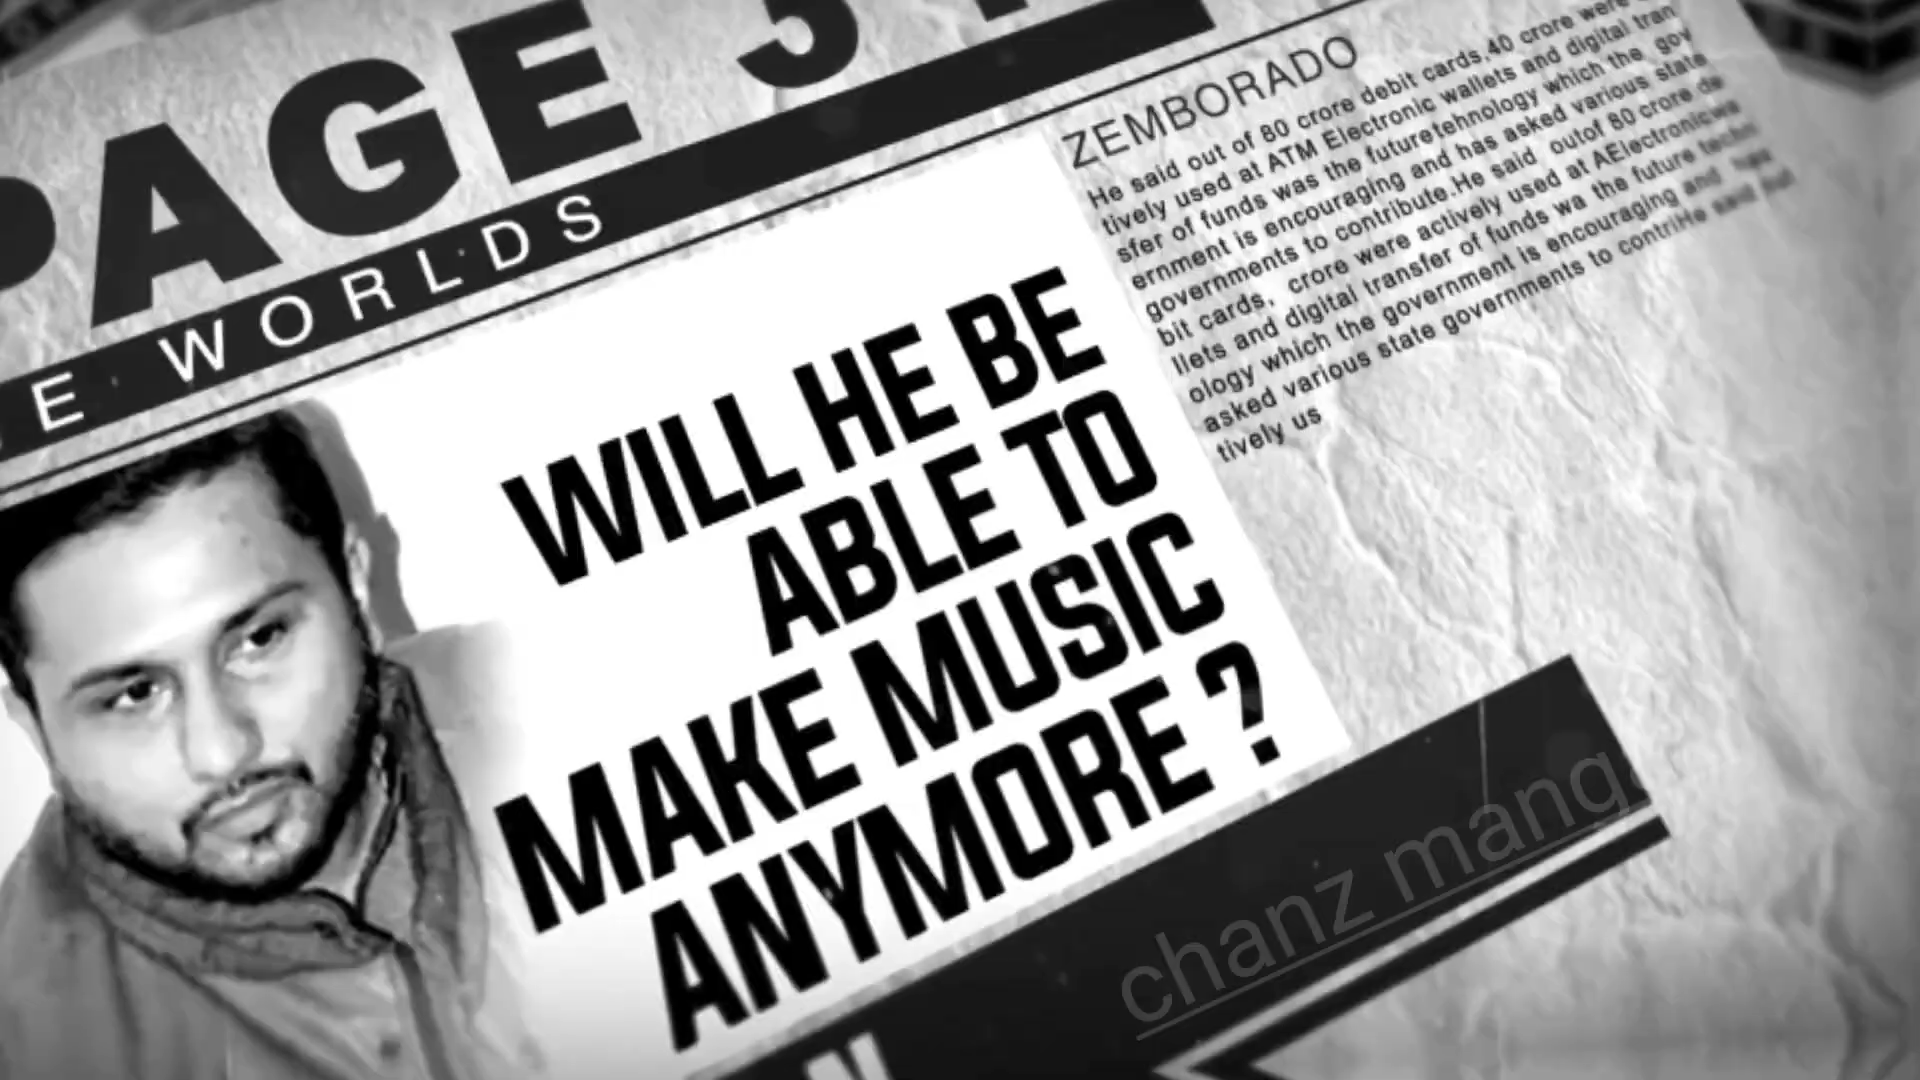 PAGE 3
E WORLDS
WILL HE BE
ABLE TO
MAKE MUSIC
ANYMORE ?
ZEMBORADO
He said out of 80 crore debit cards,40 crore were
tively used at ATM Electronic wallets and digital tran
sfer of funds was the futuretehnology which the gov
ernment is encouraging and has asked various state
governments to contribute.He said outof 80 crore de
bit cards, crore were actively used at AElectronicwa
llets and digital transfer of funds wa the future techn
ology which the government is encouraging and
asked various state governments to contriHe said
tively us
chanz mang